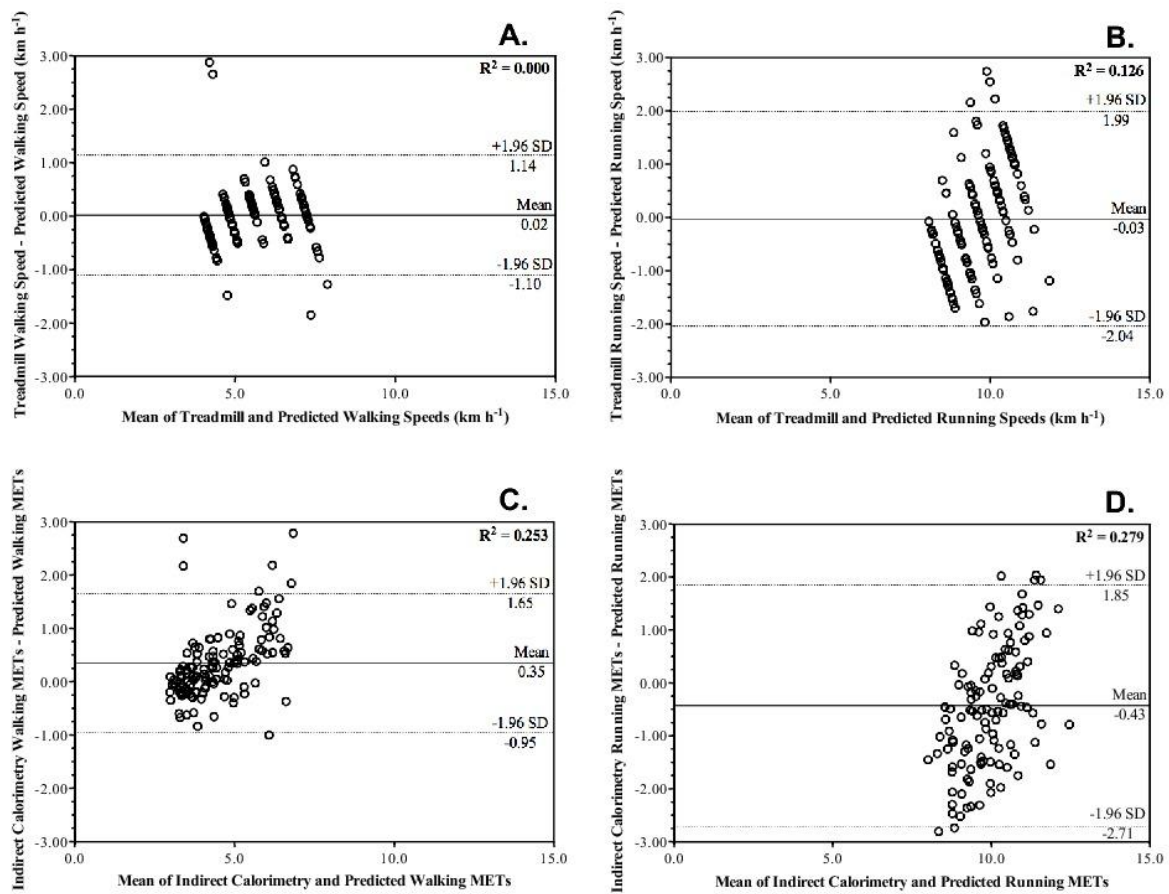 A.
Treadmill Walking Speed - Predicted Walking Speed (km h⁻¹)
3.00
2.00
1.00
0.00
-1.00
-2.00
-3.00
R² = 0.000
+1.96 SD
1.14
Mean
0.02
-1.96 SD
-1.10
0.0
5.0
10.0
15.0
Mean of Treadmill and Predicted Walking Speeds (km h⁻¹)
B.
Treadmill Running Speed - Predicted Running Speed (km h⁻¹)
3.00
2.00
1.00
0.00
-1.00
-2.00
-3.00
R² = 0.126
+1.96 SD
1.99
Mean
-0.03
-1.96 SD
-2.04
0.0
5.0
10.0
15.0
Mean of Treadmill and Predicted Running Speeds (km h⁻¹)
C.
Indirect Calorimetry Walking METs - Predicted Walking METs
3.00
2.00
1.00
0.00
-1.00
-2.00
-3.00
R² = 0.253
+1.96 SD
1.65
Mean
0.35
-1.96 SD
-0.95
0.0
5.0
10.0
15.0
Mean of Indirect Calorimetry and Predicted Walking METs
D.
Indirect Calorimetry Running METs - Predicted Running METs
3.00
2.00
1.00
0.00
-1.00
-2.00
-3.00
R² = 0.279
+1.96 SD
1.85
Mean
-0.43
-1.96 SD
-2.71
0.0
5.0
10.0
15.0
Mean of Indirect Calorimetry and Predicted Running METs